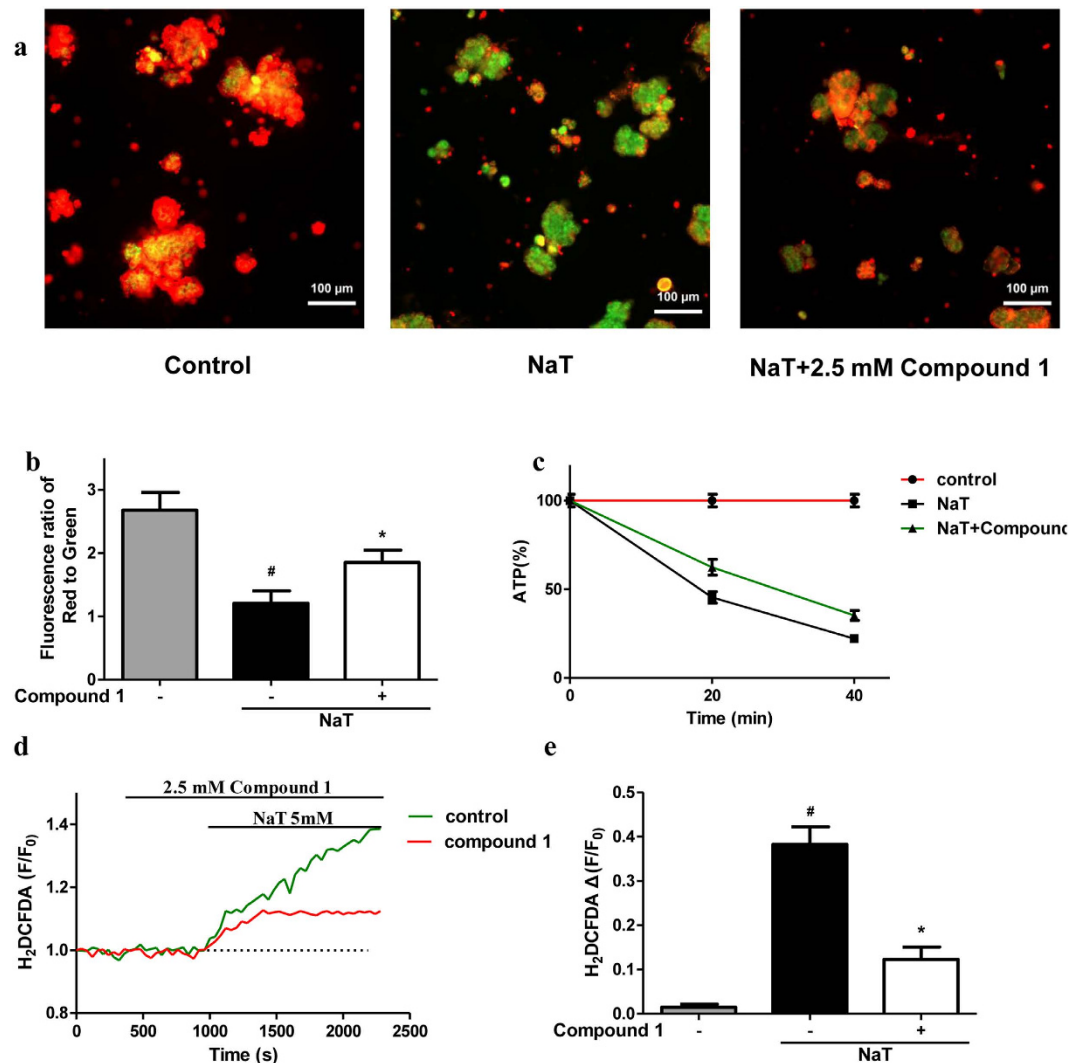 a
100 µm
100 µm
100 µm
Control
NaT
NaT+2.5 mM Compound 1
b
Fluorescence ratio of
Red to Green
3
2
1
0
#
*
Compound 1
-
-
+
NaT
c
ATP(%)
100
50
0
0
20
40
Time (min)
control
NaT
NaT+Compound
d
2.5 mM Compound 1
NaT 5mM
H₂DCFDA (F/F₀)
1.4
1.2
1.0
0.8
0
500
1000
1500
2000
2500
Time (s)
control
compound 1
e
H₂DCFDA Δ (F/F₀)
0.5
0.4
0.3
0.2
0.1
0.0
#
*
Compound 1
-
-
+
NaT